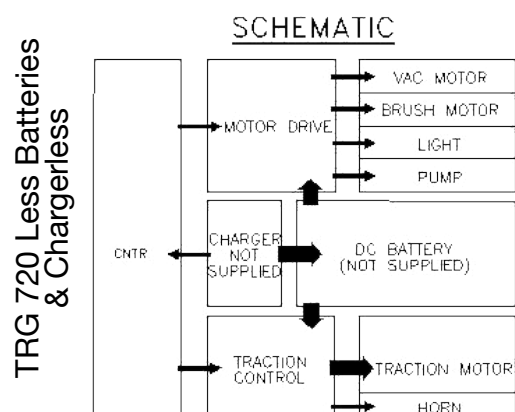 SCHEMATIC
TRG 720 Less Batteries
& Chargerless
CNTR
MOTOR DRIVE
VAC MOTOR
BRUSH MOTOR
LIGHT
PUMP
CHARGER
NOT
SUPPLIED
DC BATTERY
(NOT SUPPLIED)
TRACTION
CONTROL
TRACTION MOTOR
HORN